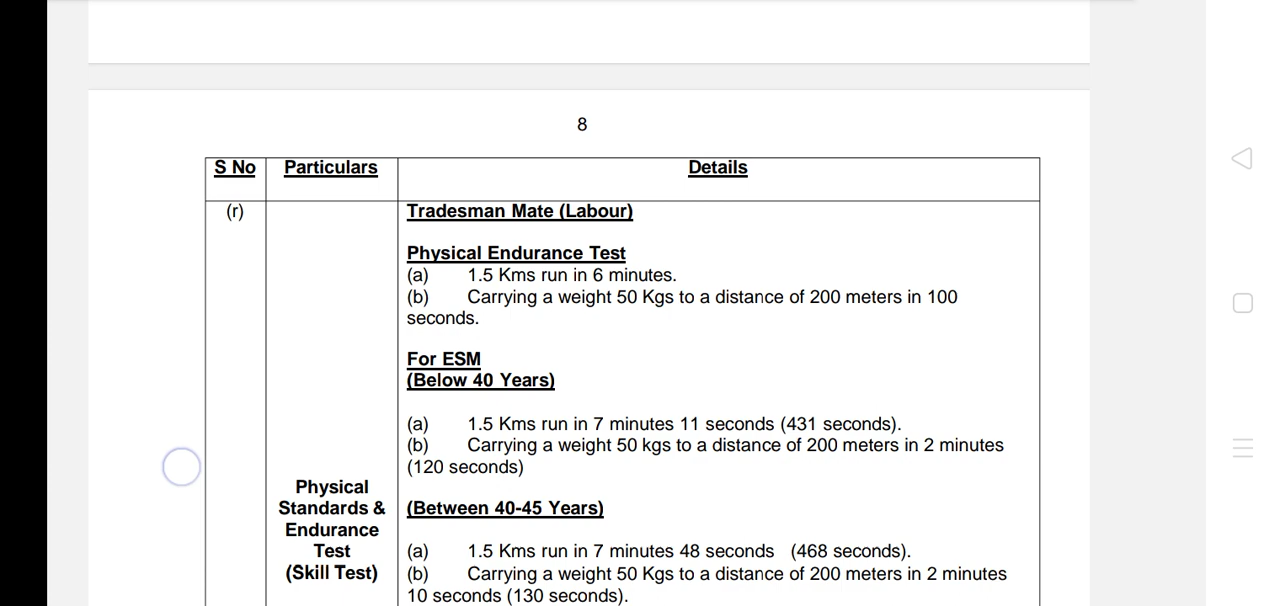 8
S No Particulars Details
(r) Tradesman Mate (Labour)
Physical Endurance Test
(a) 1.5 Kms run in 6 minutes.
(b) Carrying a weight 50 Kgs to a distance of 200 meters in 100
seconds.
For ESM
(Below 40 Years)
(a) 1.5 Kms run in 7 minutes 11 seconds (431 seconds).
(b) Carrying a weight 50 kgs to a distance of 200 meters in 2 minutes
(120 seconds)
Physical
Standards &
Endurance
Test
(Skill Test)
(Between 40-45 Years)
(a) 1.5 Kms run in 7 minutes 48 seconds (468 seconds).
(b) Carrying a weight 50 Kgs to a distance of 200 meters in 2 minutes
10 seconds (130 seconds).